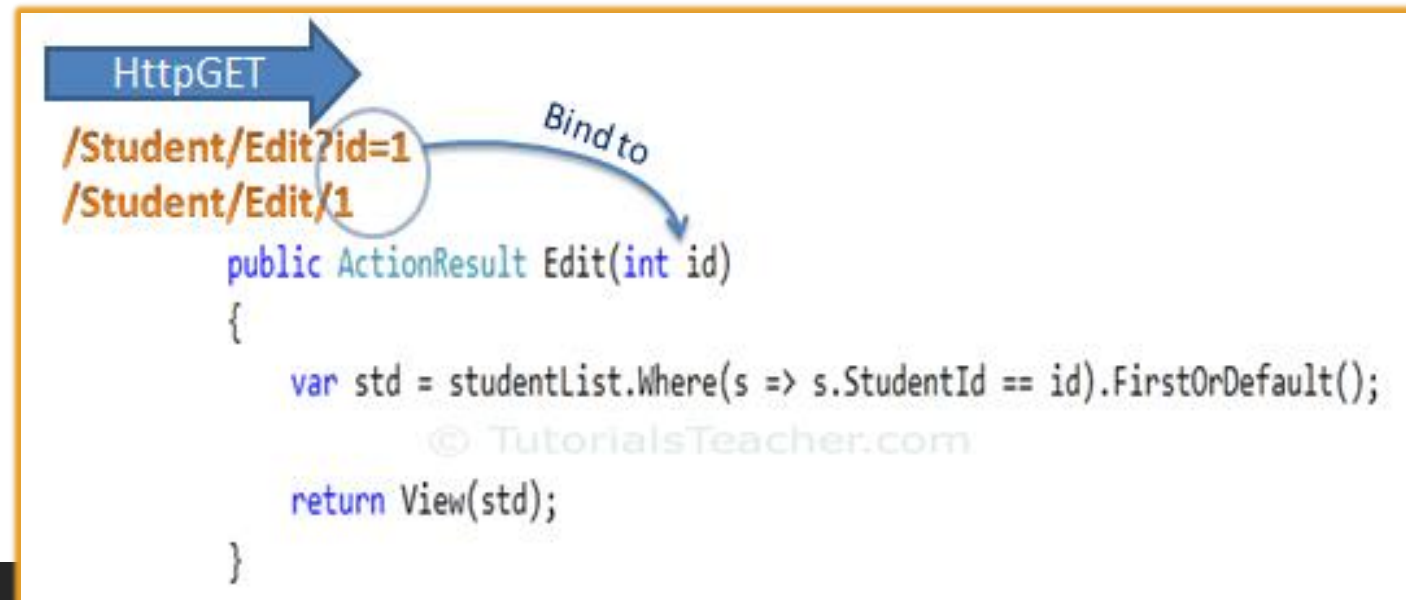 HttpGET
Bind to
/Student/Edit?id=1
/Student/Edit/1
public ActionResult Edit(int id)
{
var std = studentList.Where(s => s.StudentId == id).FirstOrDefault();
© TutorialsTeacher.com
return View(std);
}